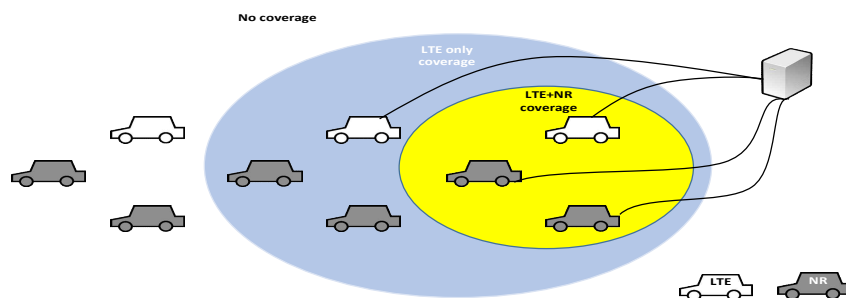 No coverage
LTE only
coverage
LTE+NR
coverage
LTE
NR